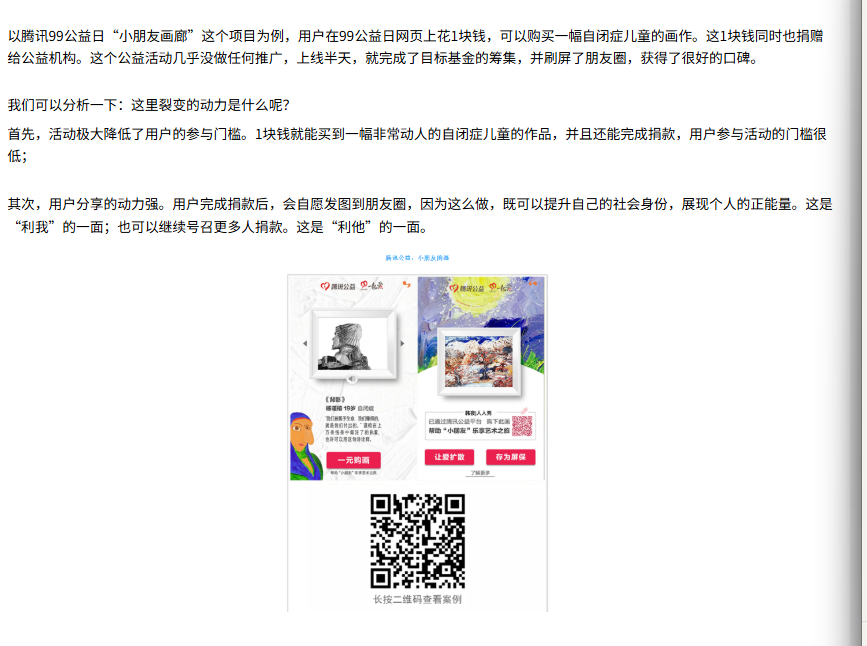 以腾讯99公益日“小朋友画廊”这个项目为例，用户在99公益日网页上花1块钱，可以购买一幅自闭症儿童的画作。这1块钱同时也捐赠
给公益机构。这个公益活动几乎没做任何推广，上线半天，就完成了目标基金的筹集，并刷屏了朋友圈，获得了很好的口碑。
我们可以分析一下：这里裂变的动力是什么呢？
首先，活动极大降低了用户的参与门槛。1块钱就能买到一幅非常动人的自闭症儿童的作品，并且还能完成捐款，用户参与活动的门槛很
低；
其次，用户分享的动力强。用户完成捐款后，会自愿发图到朋友圈，因为这么做，既可以提升自己的社会身份，展现个人的正能量。这是
“利我”的一面；也可以继续号召更多人捐款。这是“利他”的一面。
腾讯公益：小朋友画廊
腾讯公益
19岁 自闭症
一元购画
腾讯公益
已通过腾讯公益平台 购下此画
帮助“小朋友”乐享艺术之旅
让爱扩散
存为屏保
了解更多
长按二维码查看案例